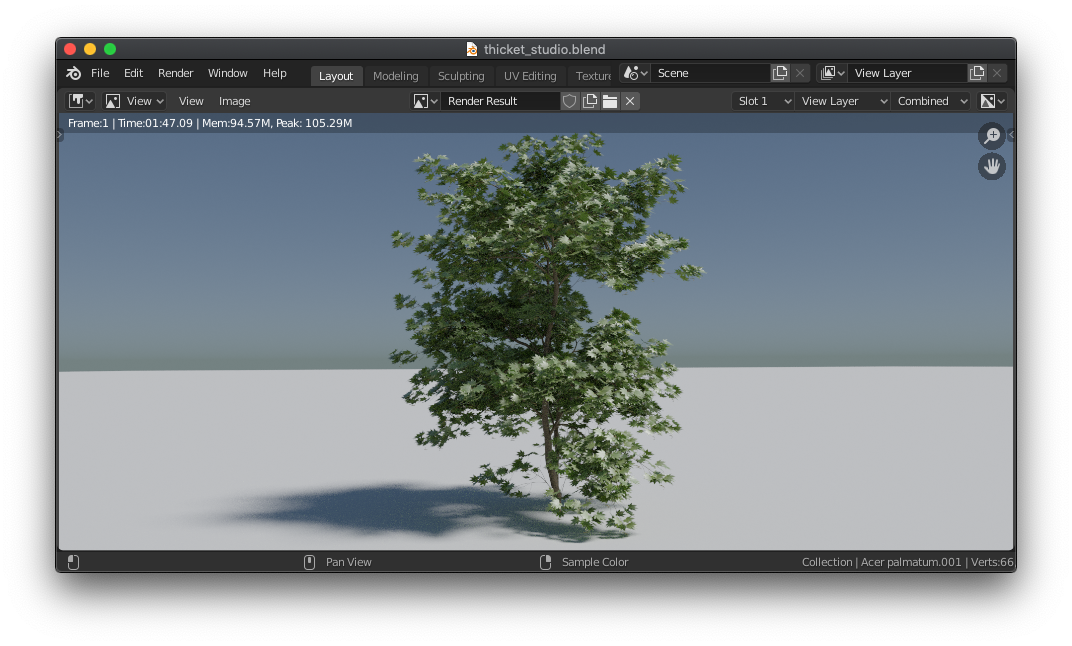 thicket_studio.blend
File Edit Render Window Help Layout Modeling Sculpting UV Editing Texture Scene View Layer
View View Image Render Result Slot 1 View Layer Combined
Frame:1 | Time:01:47.09 | Mem:94.57M, Peak: 105.29M
Pan View Sample Color Collection | Acer palmatum.001 | Verts:66